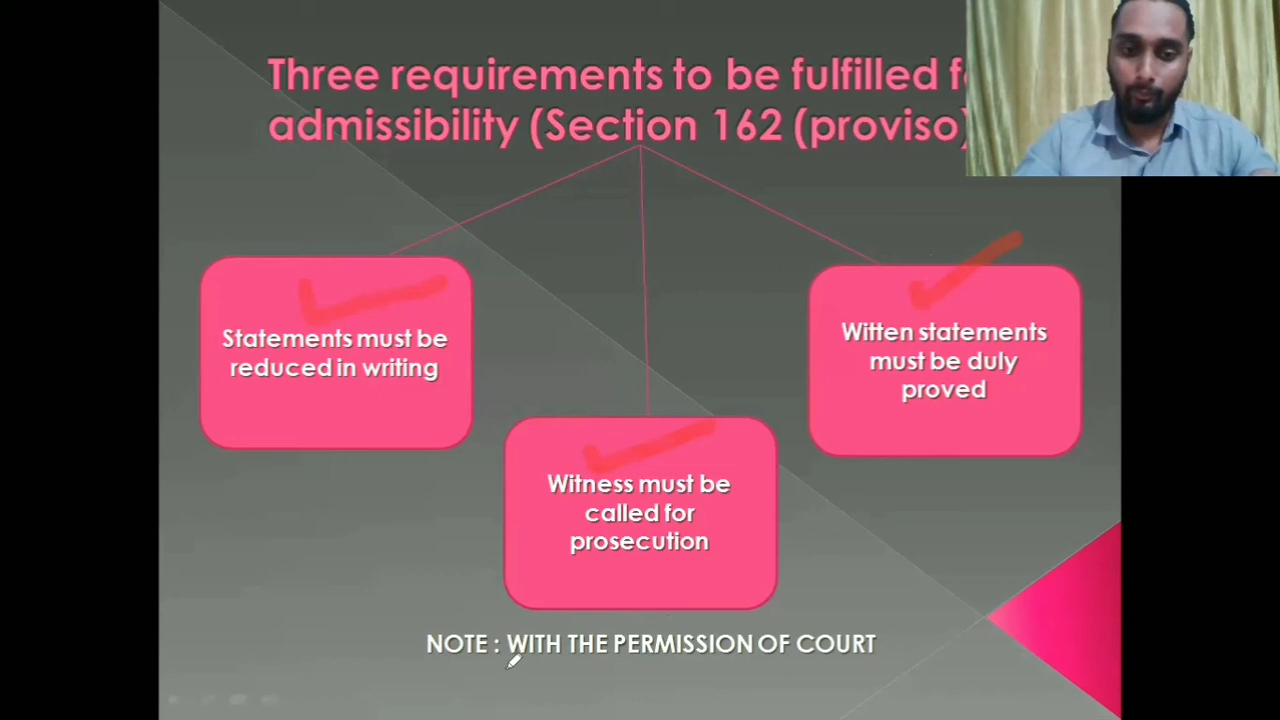 Three requirements to be fulfilled
admissibility (Section 162 (proviso)
Statements must be
reduced in writing
Witness must be
called for
prosecution
Witten statements
must be duly
proved
NOTE : WITH THE PERMISSION OF COURT